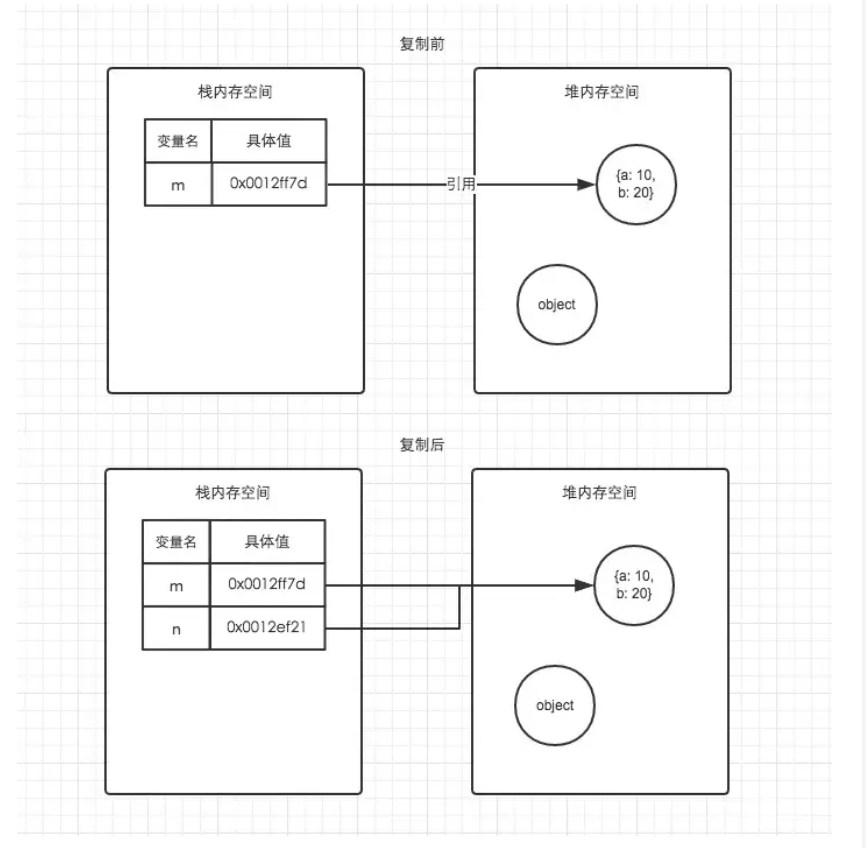 复制前
栈内存空间
堆内存空间
变量名 具体值
m 0x0012ff7d
引用
{a: 10,
b: 20}
object
复制后
栈内存空间
堆内存空间
变量名 具体值
m 0x0012ff7d
n 0x0012ef21
{a: 10,
b: 20}
object